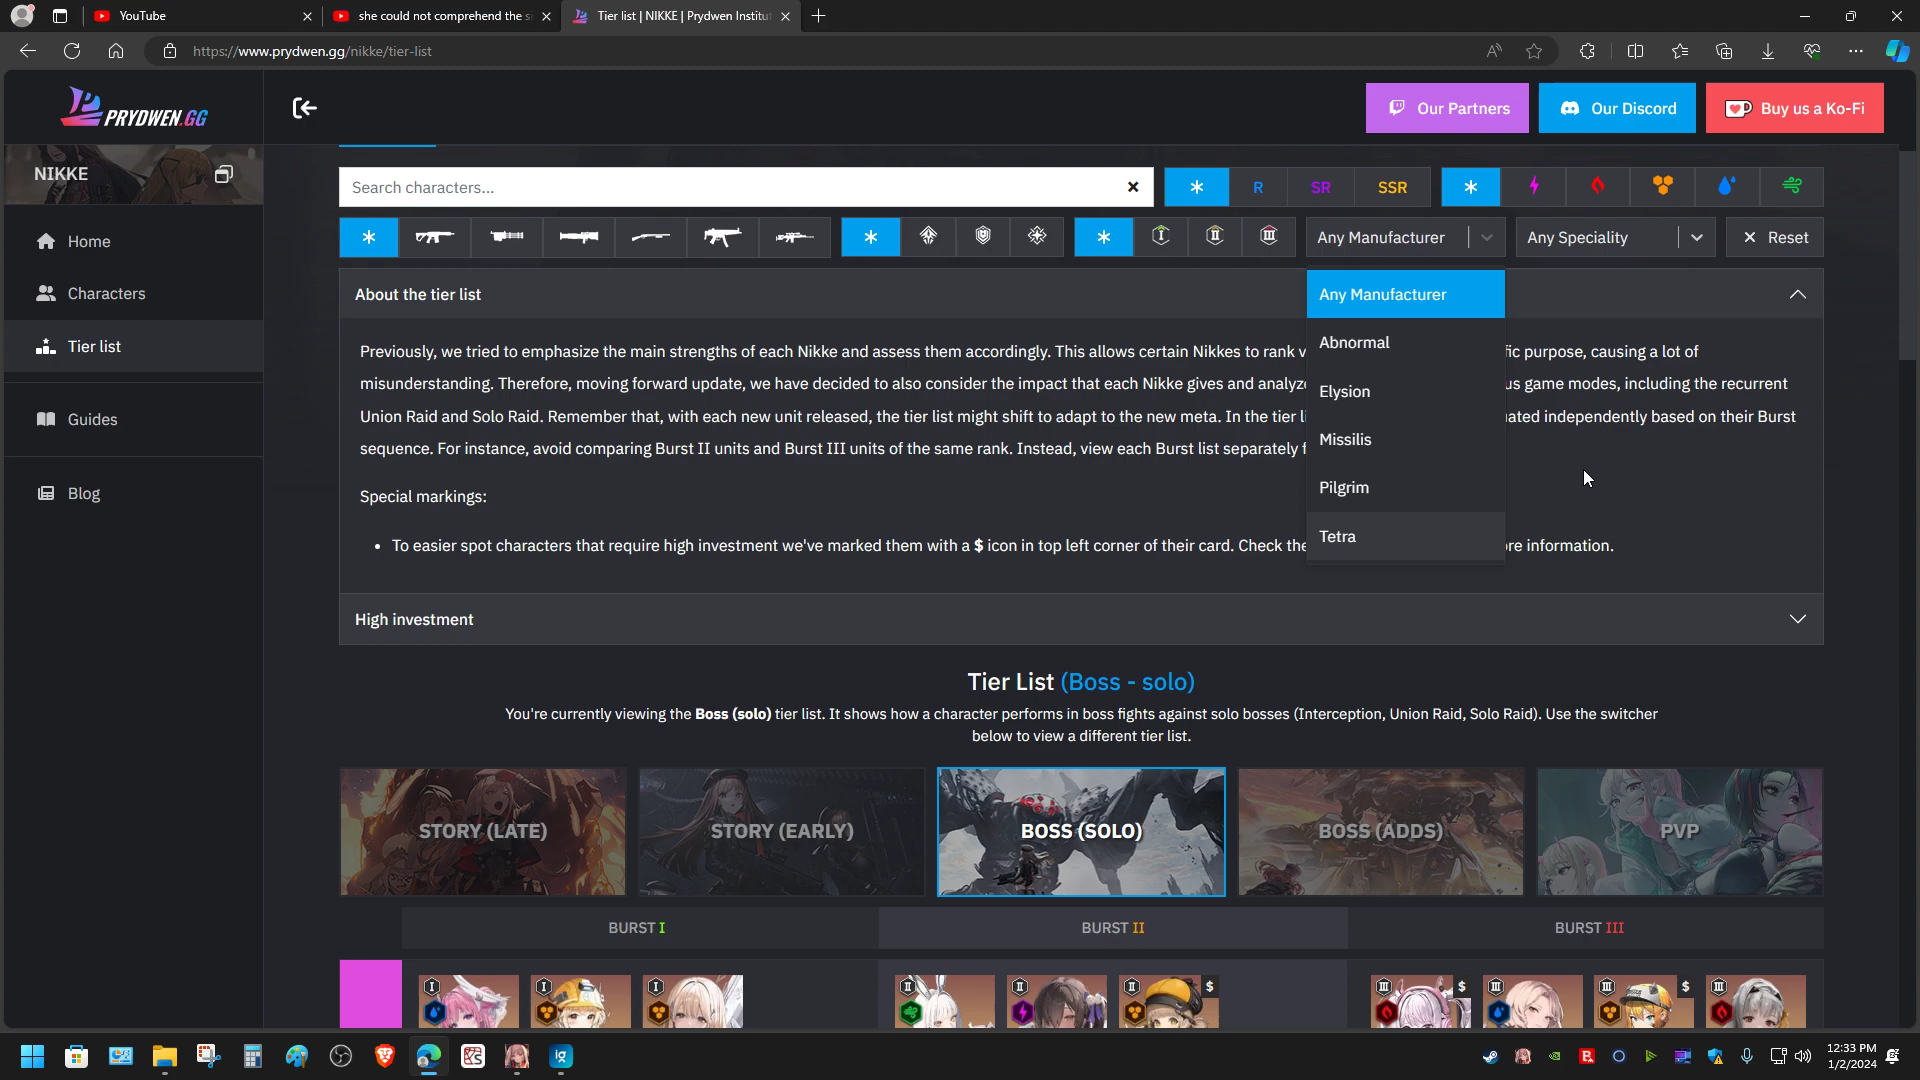 YouTube
she could not comprehend the s
Tier list | NIKKE | Prydwen Institu
https://www.prydwen.gg/nikke/tier-list
PRYDWEN.GG
Our Partners
Our Discord
Buy us a Ko-Fi
NIKKE
Home
Characters
Tier list
Guides
Blog
Search characters...
R
SR
SSR
I
II
III
Any Manufacturer
Any Speciality
Reset
About the tier list
Any Manufacturer
Abnormal
Elysion
Missilis
Pilgrim
Tetra
Previously, we tried to emphasize the main strengths of each Nikke and assess them accordingly. This allows certain Nikkes to rank v fic purpose, causing a lot of
misunderstanding. Therefore, moving forward update, we have decided to also consider the impact that each Nikke gives and analyz us game modes, including the recurrent
Union Raid and Solo Raid. Remember that, with each new unit released, the tier list might shift to adapt to the new meta. In the tier li uated independently based on their Burst
sequence. For instance, avoid comparing Burst II units and Burst III units of the same rank. Instead, view each Burst list separately f
Special markings:
• To easier spot characters that require high investment we've marked them with a $ icon in top left corner of their card. Check the re information.
High investment
Tier List (Boss - solo)
You're currently viewing the Boss (solo) tier list. It shows how a character performs in boss fights against solo bosses (Interception, Union Raid, Solo Raid). Use the switcher
below to view a different tier list.
STORY (LATE)
STORY (EARLY)
BOSS (SOLO)
BOSS (ADDS)
PVP
BURST I
BURST II
BURST III
I
I
I
II
II
II
$
III
$
III
III
$
III
ig
12:33 PM
1/2/2024